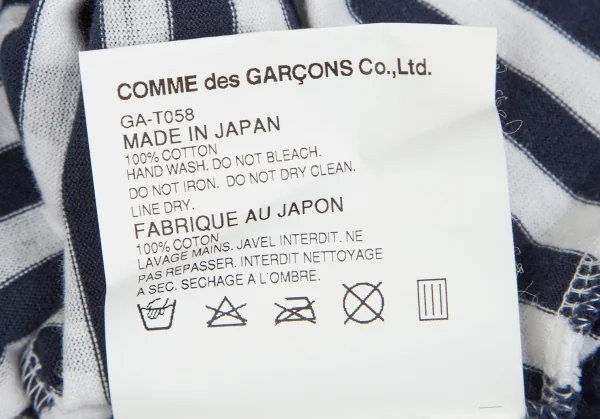 COMME des GARÇONS Co.,Ltd.
GA-T058
MADE IN JAPAN
100% COTTON
HAND WASH. DO NOT BLEACH.
DO NOT IRON. DO NOT DRY CLEAN.
LINE DRY.
FABRIQUE AU JAPON
100% COTON
LAVAGE MAINS. JAVEL INTERDIT. NE
PAS REPASSER. INTERDIT NETTOYAGE
A SEC. SECHAGE A L'OMBRE.